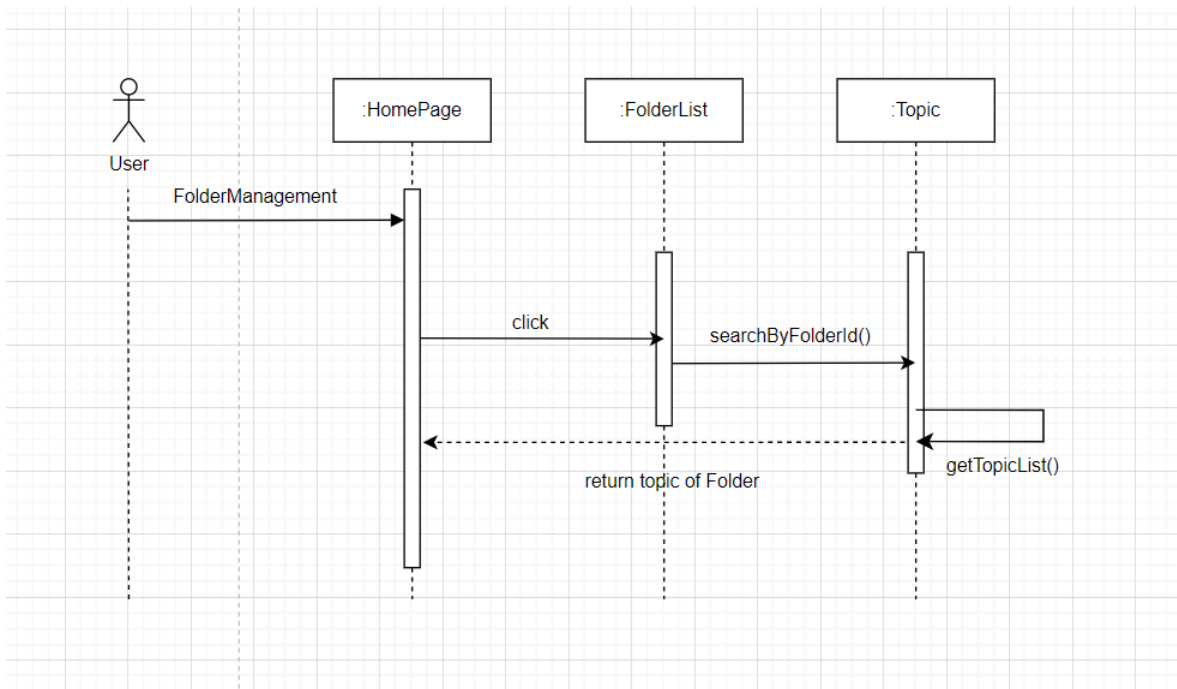 :HomePage
:FolderList
:Topic
User
FolderManagement
click
searchByFolderId()
getTopicList()
return topic of Folder